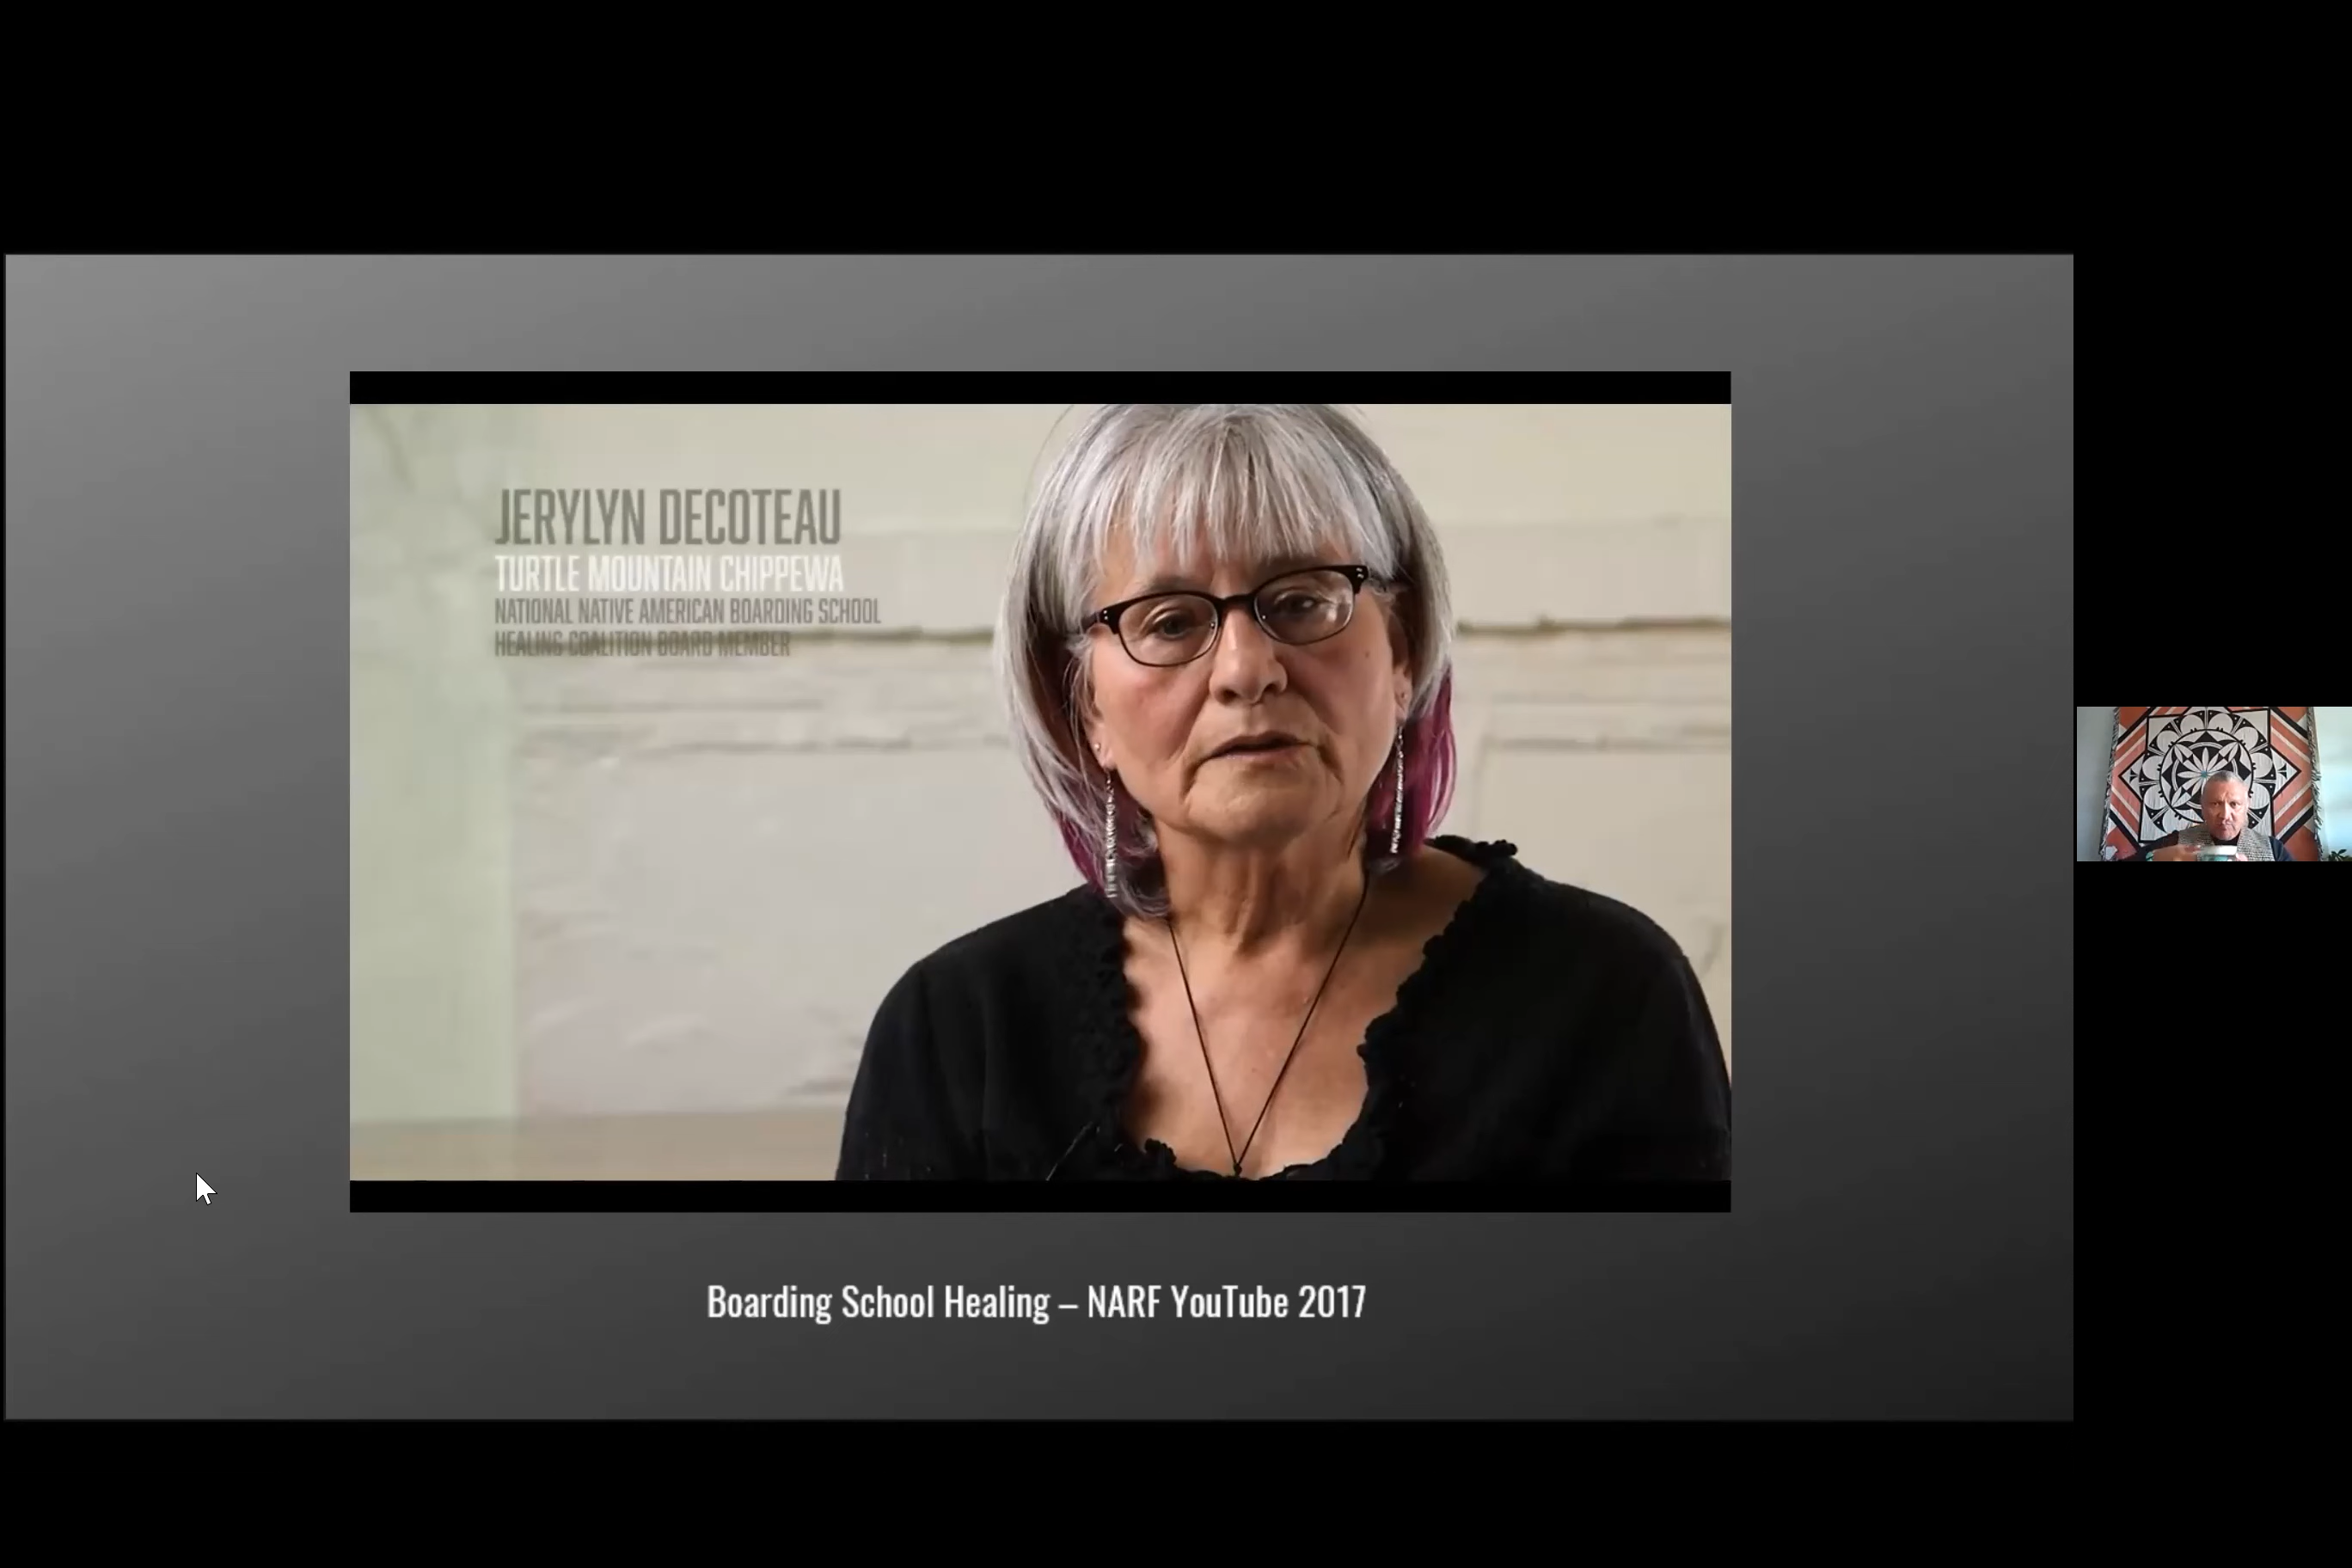 JERYLYN DECOTEAU
TURTLE MOUNTAIN CHIPPEWA
NATIONAL NATIVE AMERICAN BOARDING SCHOOL
HEALING COALITION BOARD MEMBER
Boarding School Healing – NARF YouTube 2017